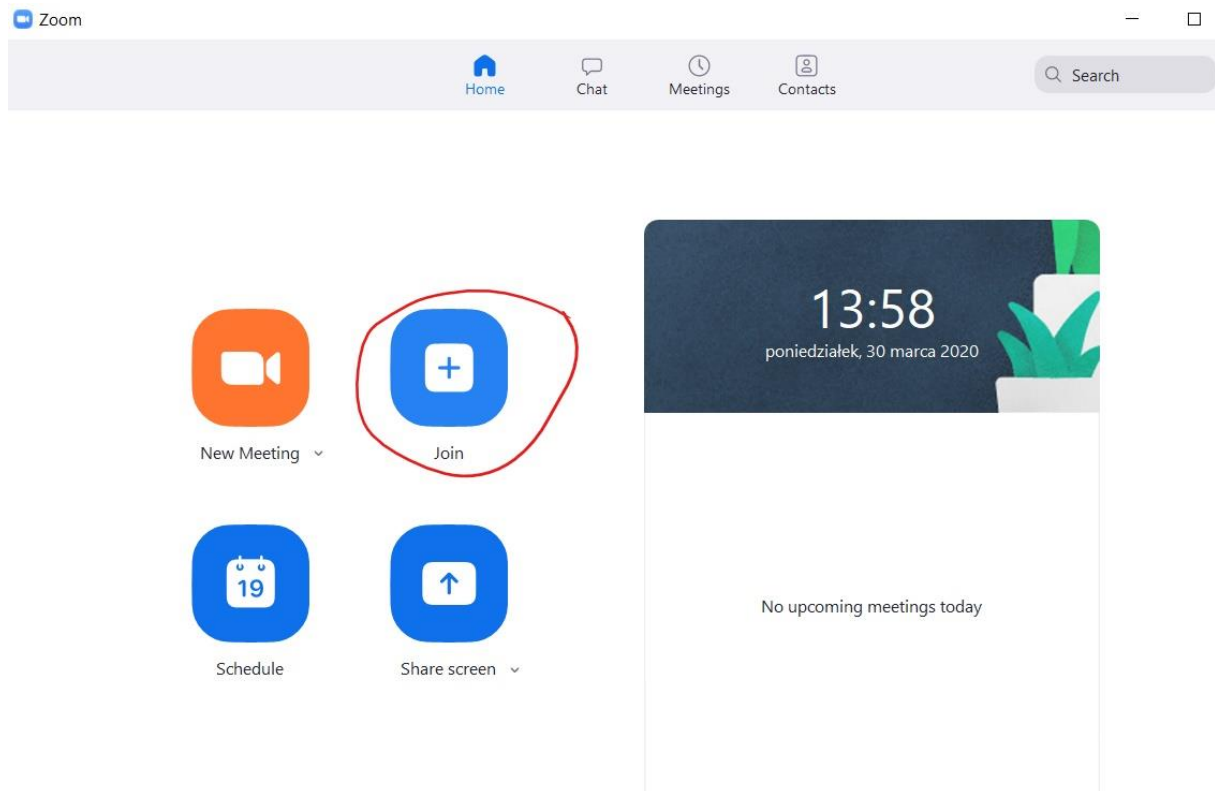 Zoom
Home
Chat
Meetings
Contacts
Search
13:58
poniedziałek, 30 marca 2020
New Meeting
Join
19
Schedule
Share screen
No upcoming meetings today